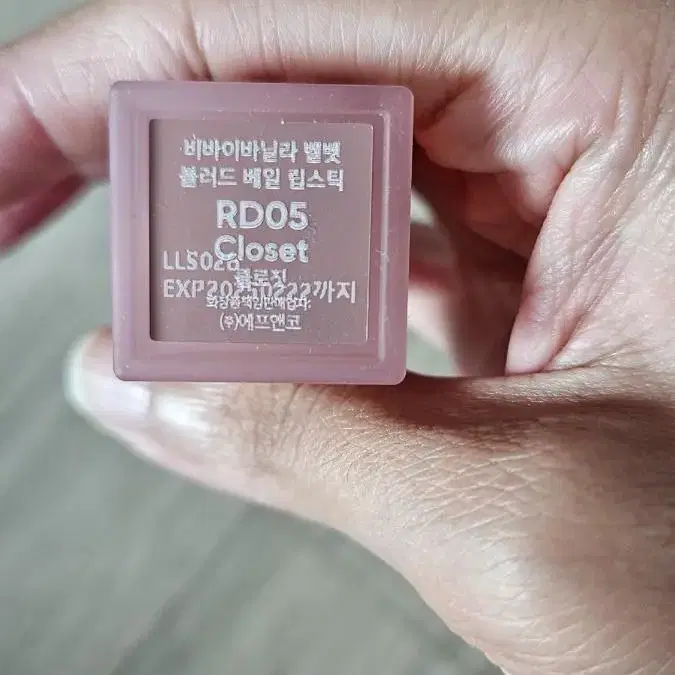 비바이바닐라 벨벳
블러드 베일 립스틱
RD05
Closet
클로짓
화장품책임판매업자:
(주)에프앤코